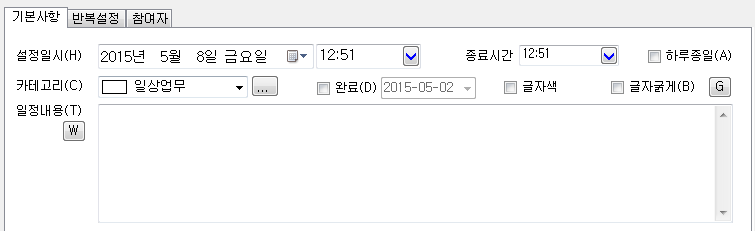 기본사항 반복설정 참여자
설정일시(H) 2015년 5월 8일 금요일 12:51 종료시간 12:51 하루종일(A)
카테고리(C) 일상업무 ... 완료(D) 2015-05-02 글자색 글자굵게(B) G
일정내용(T)
W